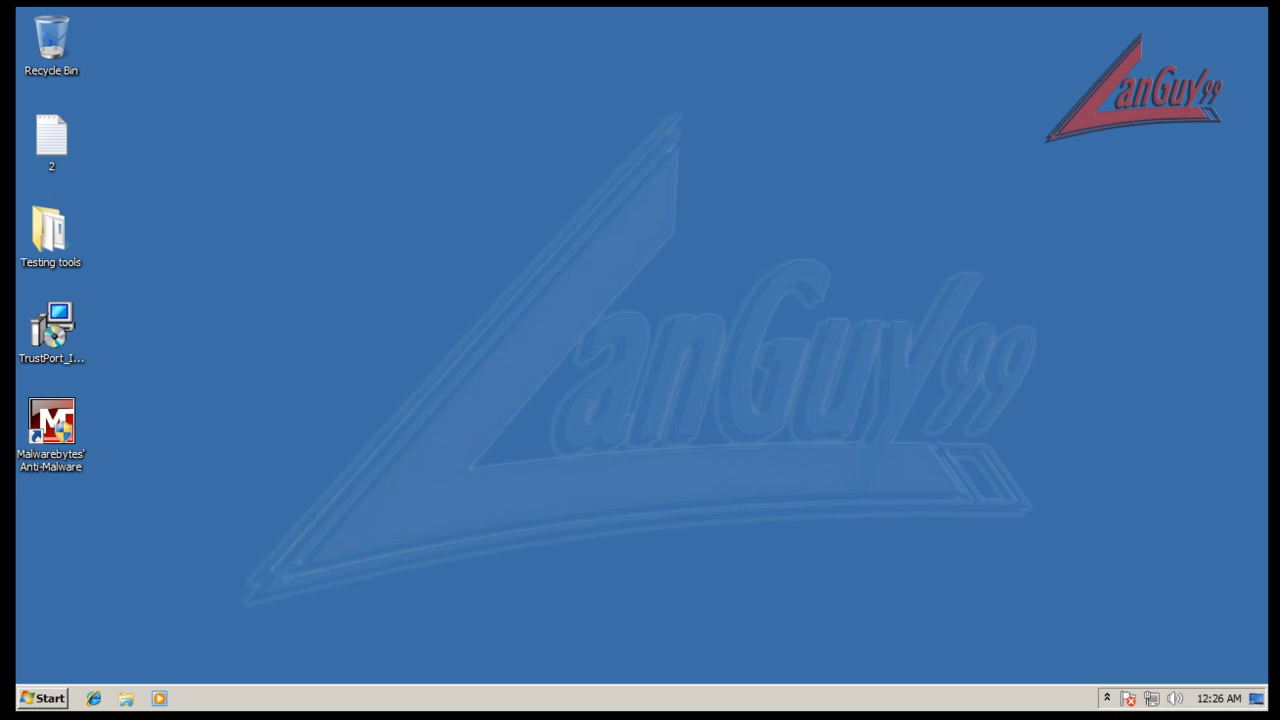 Recycle Bin
LanGuy99
2
Testing tools
TrustPort_I...
LanGuy99
Malwarebytes'
Anti-Malware
Start
12:26 AM